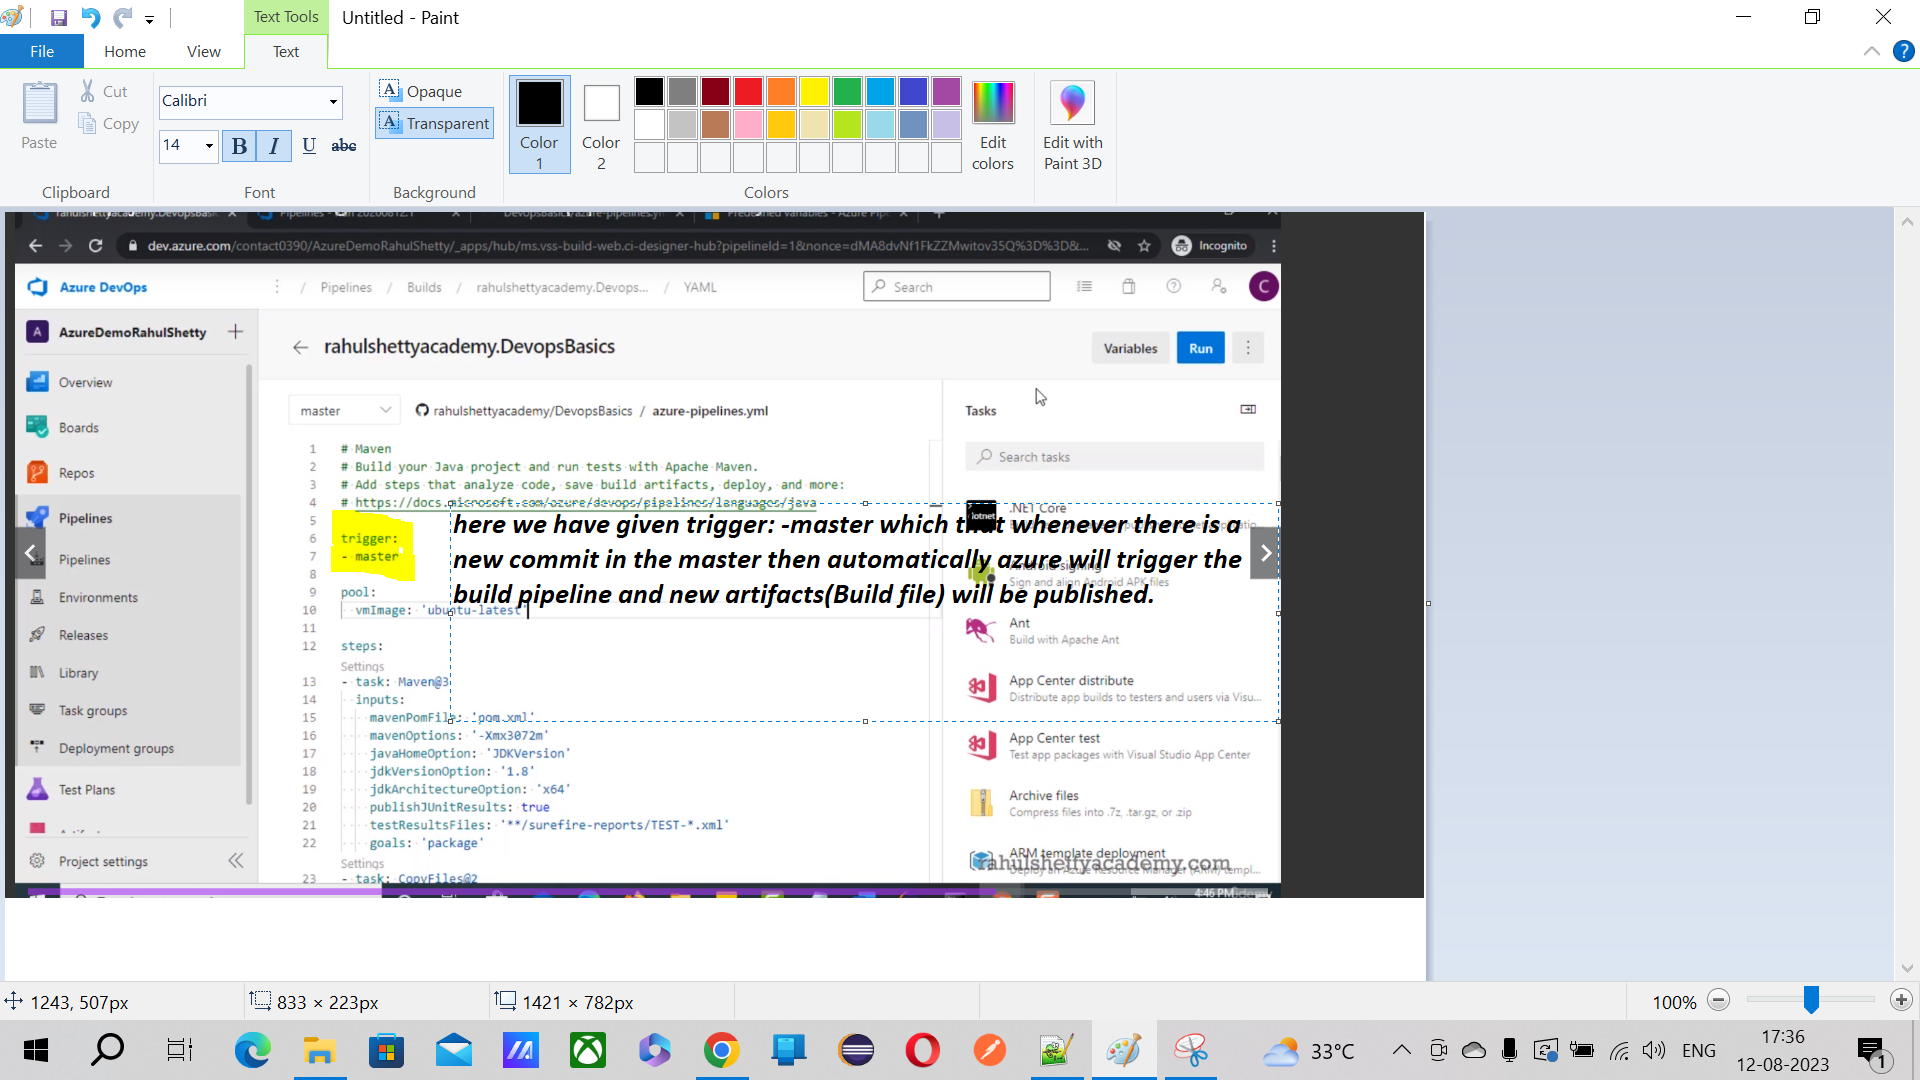 Text Tools
Untitled - Paint
File
Home
View
Text
Paste
Cut
Copy
Clipboard
Calibri
14
B I U abc
Font
Opaque
Transparent
Background
Color 1
Color 2
Colors
Edit colors
Edit with Paint 3D
dev.azure.com/contact0390/AzureDemoRahulShetty/_apps/hub/ms.vss-build-web.ci-designer-hub?pipelineId=1&nonce=dMA8dvNf1FkZZMwitov35Q%3D%3D&...
Incognito
Azure DevOps
/ Pipelines / Builds / rahulshettyacademy.Devops... / YAML
Search
C
A AzureDemoRahulShetty
rahulshettyacademy.DevopsBasics
Variables
Run
Overview
Boards
Repos
Pipelines
Pipelines
Environments
Releases
Library
Task groups
Deployment groups
Test Plans
Project settings
master
rahulshettyacademy/DevopsBasics / azure-pipelines.yml
1 # Maven
2 # Build your Java project and run tests with Apache Maven.
3 # Add steps that analyze code, save build artifacts, deploy, and more:
4 # https://docs.microsoft.com/azure/devops/pipelines/languages/java
5
6 trigger:
7 - master
8
9 pool:
10 vmImage: 'ubuntu-latest'
11
12 steps:
Settings
13 - task: Maven@3
14 inputs:
15 mavenPomFile: 'pom.xml'
16 mavenOptions: '-Xmx3072m'
17 javaHomeOption: 'JDKVersion'
18 jdkVersionOption: '1.8'
19 jdkArchitectureOption: 'x64'
20 publishJUnitResults: true
21 testResultsFiles: '**/surefire-reports/TEST-*.xml'
22 goals: 'package'
Settings
23 - task: CopyFiles@2
here we have given trigger: -master which that whenever there is a
new commit in the master then automatically azure will trigger the
build pipeline and new artifacts(Build file) will be published.
Tasks
Search tasks
.NET Core
Android signing
Sign and align Android APK files
Ant
Build with Apache Ant
App Center distribute
Distribute app builds to testers and users via Visu...
App Center test
Test app packages with Visual Studio App Center
Archive files
Compress files into .7z, .tar.gz, or .zip
ARM template deployment
rahulshettyacademy.com
4:46 PM
1243, 507px
833 × 223px
1421 × 782px
100%
33°C
ENG
17:36
12-08-2023
1